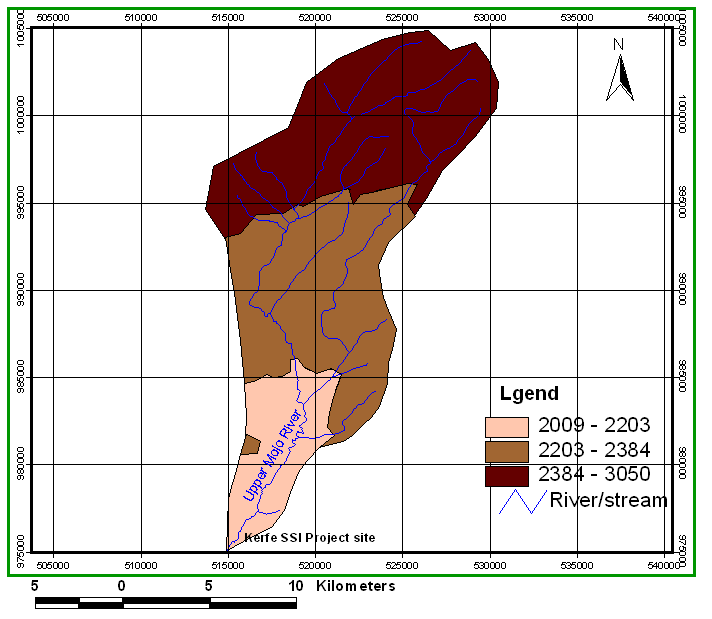 505000 510000 515000 520000 525000 530000 535000 540000
1005000 1005000
N
1000000 1000000
995000 995000
990000 990000
985000 985000
Lgend
2009 - 2203
2203 - 2384
2384 - 3050
River/stream
Upper Mojo River
980000 980000
Kerfe SSI Project site
975000 975000
505000 510000 515000 520000 525000 530000 535000 540000
5 0 5 10 Kilometers